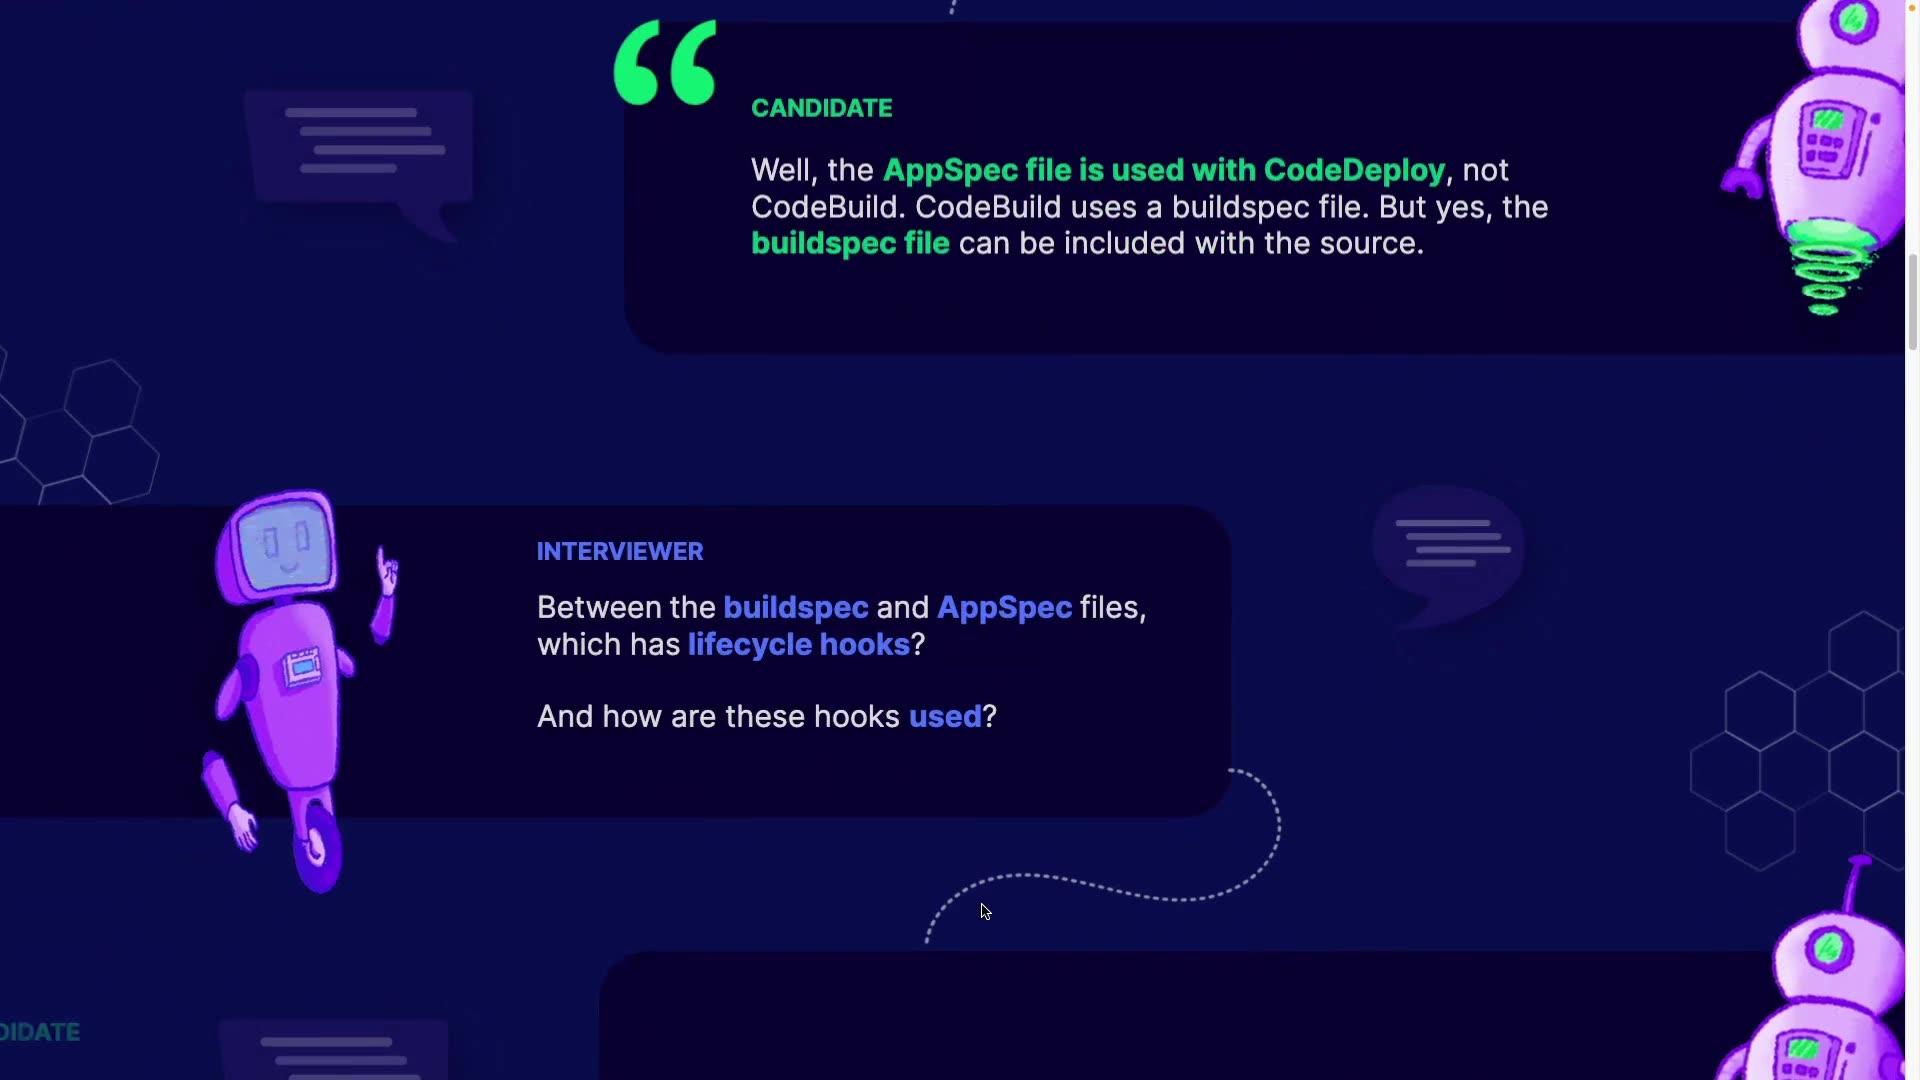 CANDIDATE
Well, the AppSpec file is used with CodeDeploy, not
CodeBuild. CodeBuild uses a buildspec file. But yes, the
buildspec file can be included with the source.
INTERVIEWER
Between the buildspec and AppSpec files,
which has lifecycle hooks?
And how are these hooks used?
DIDATE